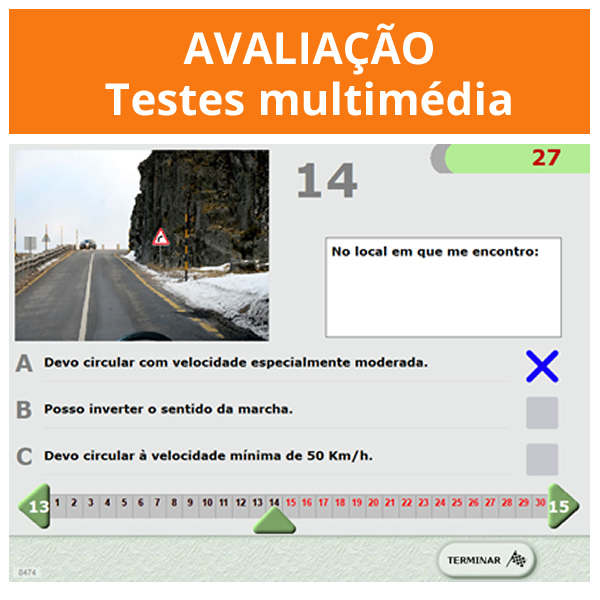 AVALIAÇÃO
Testes multimédia
14
27
No local em que me encontro:
A Devo circular com velocidade especialmente moderada.
B Posso inverter o sentido da marcha.
C Devo circular à velocidade mínima de 50 Km/h.
13 1 2 3 4 5 6 7 8 9 10 11 12 13 14 15 16 17 18 19 20 21 22 23 24 25 26 27 28 29 30 15
TERMINAR
8474